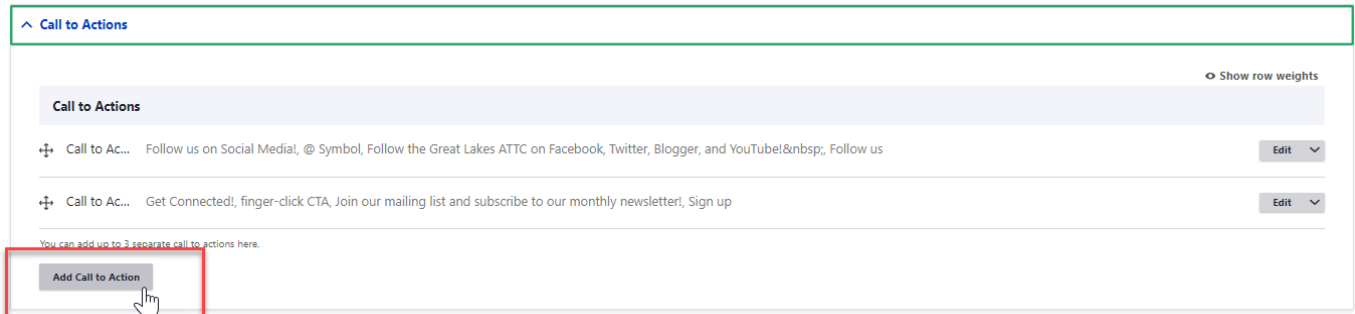 Call to Actions
Show row weights
Call to Actions
Call to Ac... Follow us on Social Media!, @ Symbol, Follow the Great Lakes ATTC on Facebook, Twitter, Blogger, and YouTube!&nbsp;, Follow us Edit
Call to Ac... Get Connected!, finger-click CTA, Join our mailing list and subscribe to our monthly newsletter!, Sign up Edit
You can add up to 3 separate call to actions here.
Add Call to Action